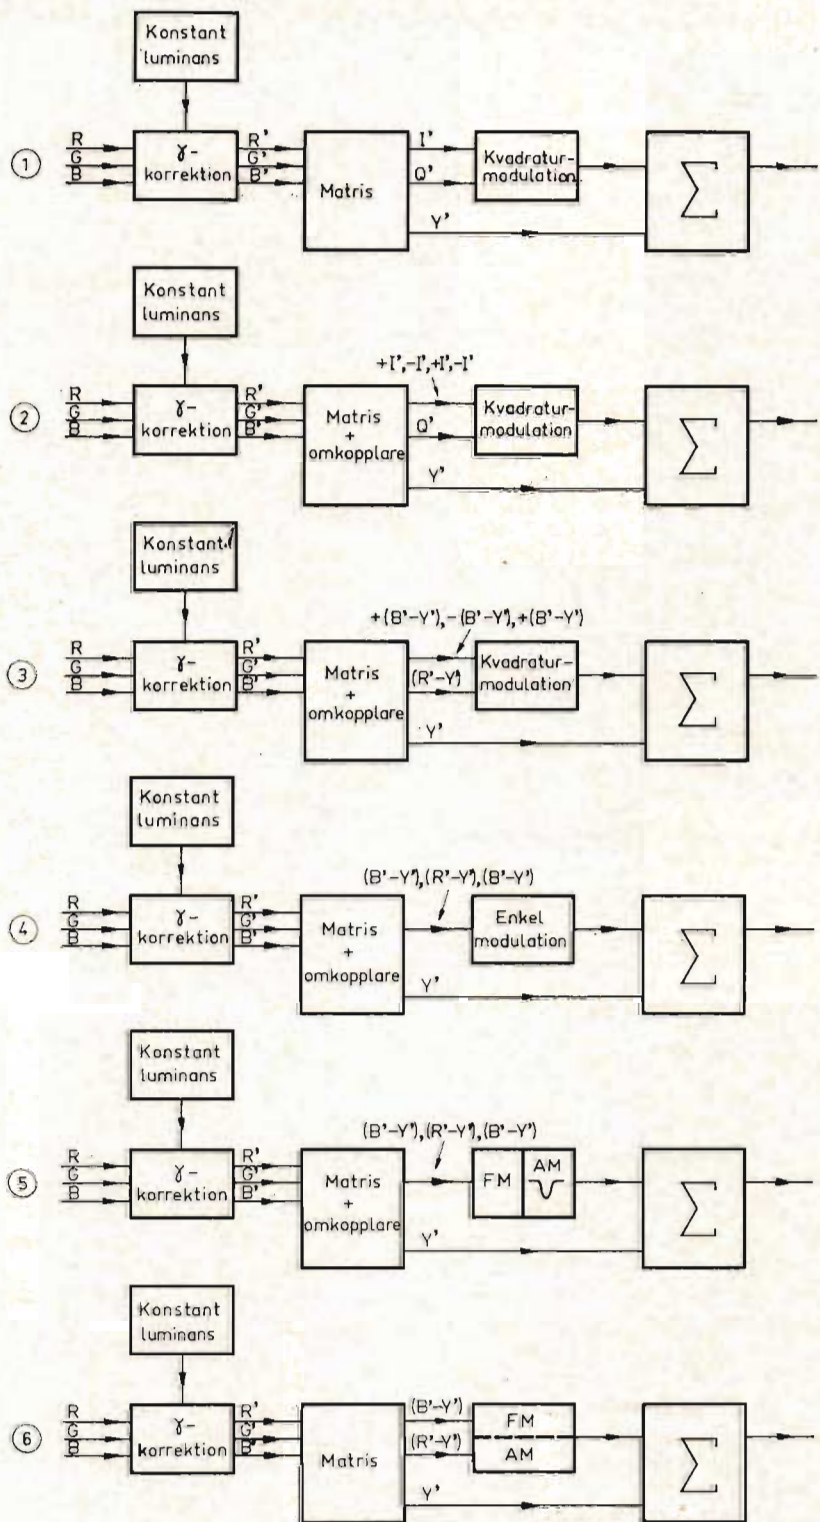 Konstant
luminans
①
R
G
B
γ-
korrektion
R'
G'
B'
Matris
I'
Q'
Y'
Kvadratur-
modulation
Σ
Konstant
luminans
②
R
G
B
γ-
korrektion
R'
G'
B'
Matris
+
omkopplare
+I',-I',+I',-I'
Q'
Y'
Kvadratur-
modulation
Σ
Konstant
luminans
③
R
G
B
γ-
korrektion
R'
G'
B'
Matris
+
omkopplare
+(B'-Y'),-(B'-Y'),+(B'-Y')
(R'-Y')
Y'
Kvadratur-
modulation
Σ
Konstant
luminans
④
R
G
B
γ-
korrektion
R'
G'
B'
Matris
+
omkopplare
(B'-Y'),(R'-Y'),(B'-Y')
Y'
Enkel
modulation
Σ
Konstant
luminans
⑤
R
G
B
γ-
korrektion
R'
G'
B'
Matris
+
omkopplare
(B'-Y'),(R'-Y'),(B'-Y')
Y'
FM
AM
Σ
Konstant
luminans
⑥
R
G
B
γ-
korrektion
R'
G'
B'
Matris
(B'-Y')
(R'-Y')
Y'
FM
AM
Σ